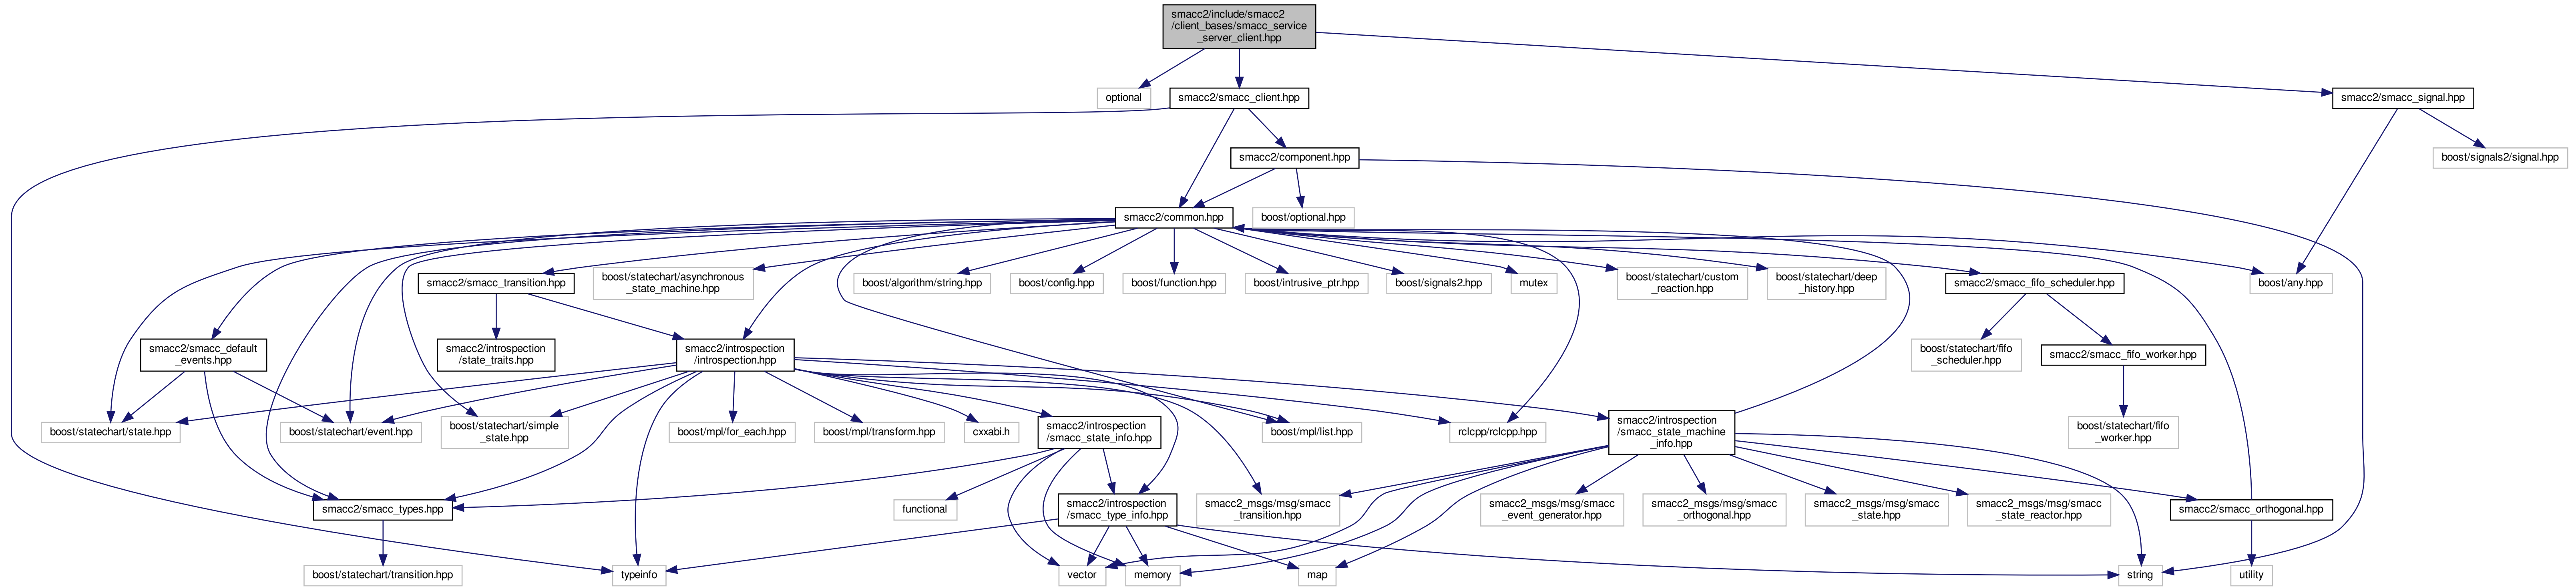 smacc2/include/smacc2
/client_bases/smacc_service
_server_client.hpp
optional
smacc2/smacc_client.hpp
smacc2/smacc_signal.hpp
smacc2/component.hpp
boost/signals2/signal.hpp
smacc2/common.hpp
boost/optional.hpp
smacc2/smacc_transition.hpp
boost/statechart/asynchronous
_state_machine.hpp
boost/algorithm/string.hpp
boost/config.hpp
boost/function.hpp
boost/intrusive_ptr.hpp
boost/signals2.hpp
mutex
boost/statechart/custom
_reaction.hpp
boost/statechart/deep
_history.hpp
smacc2/smacc_fifo_scheduler.hpp
boost/any.hpp
smacc2/smacc_default
_events.hpp
smacc2/introspection
/state_traits.hpp
smacc2/introspection
/introspection.hpp
boost/statechart/fifo
_scheduler.hpp
smacc2/smacc_fifo_worker.hpp
boost/statechart/state.hpp
boost/statechart/event.hpp
boost/statechart/simple
_state.hpp
boost/mpl/for_each.hpp
boost/mpl/transform.hpp
cxxabi.h
smacc2/introspection
/smacc_state_info.hpp
boost/mpl/list.hpp
rclcpp/rclcpp.hpp
smacc2/introspection
/smacc_state_machine
_info.hpp
boost/statechart/fifo
_worker.hpp
smacc2/smacc_types.hpp
functional
smacc2/introspection
/smacc_type_info.hpp
smacc2_msgs/msg/smacc
_transition.hpp
smacc2_msgs/msg/smacc
_event_generator.hpp
smacc2_msgs/msg/smacc
_orthogonal.hpp
smacc2_msgs/msg/smacc
_state.hpp
smacc2_msgs/msg/smacc
_state_reactor.hpp
smacc2/smacc_orthogonal.hpp
boost/statechart/transition.hpp
typeinfo
vector
memory
map
string
utility